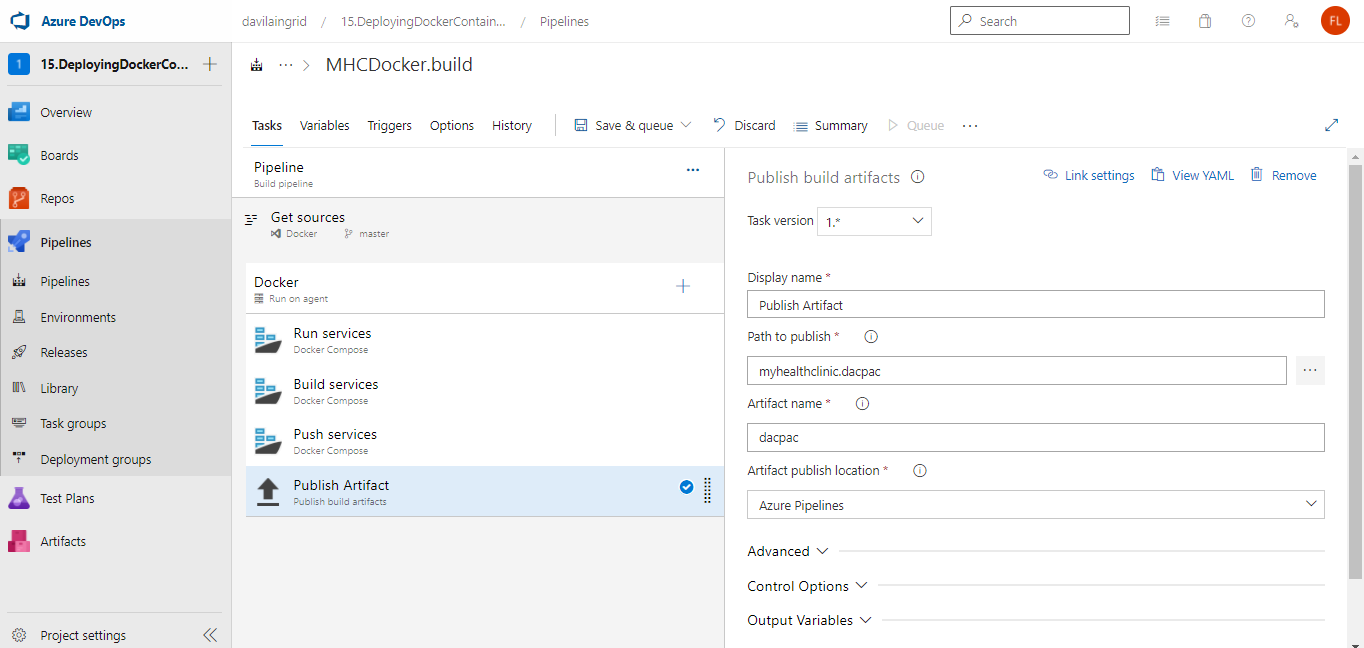 Azure DevOps
davilaingrid / 15.DeployingDockerContain... / Pipelines
Search
FL
1 15.DeployingDockerCo...
Overview
Boards
Repos
Pipelines
Pipelines
Environments
Releases
Library
Task groups
Deployment groups
Test Plans
Artifacts
Project settings
... MHCDocker.build
Tasks Variables Triggers Options History Save & queue Discard Summary Queue ...
Pipeline
Build pipeline
Get sources
Docker master
Docker
Run on agent
Run services
Docker Compose
Build services
Docker Compose
Push services
Docker Compose
Publish Artifact
Publish build artifacts
Publish build artifacts Link settings View YAML Remove
Task version 1.*
Display name *
Publish Artifact
Path to publish *
myhealthclinic.dacpac ...
Artifact name *
dacpac
Artifact publish location *
Azure Pipelines
Advanced
Control Options
Output Variables